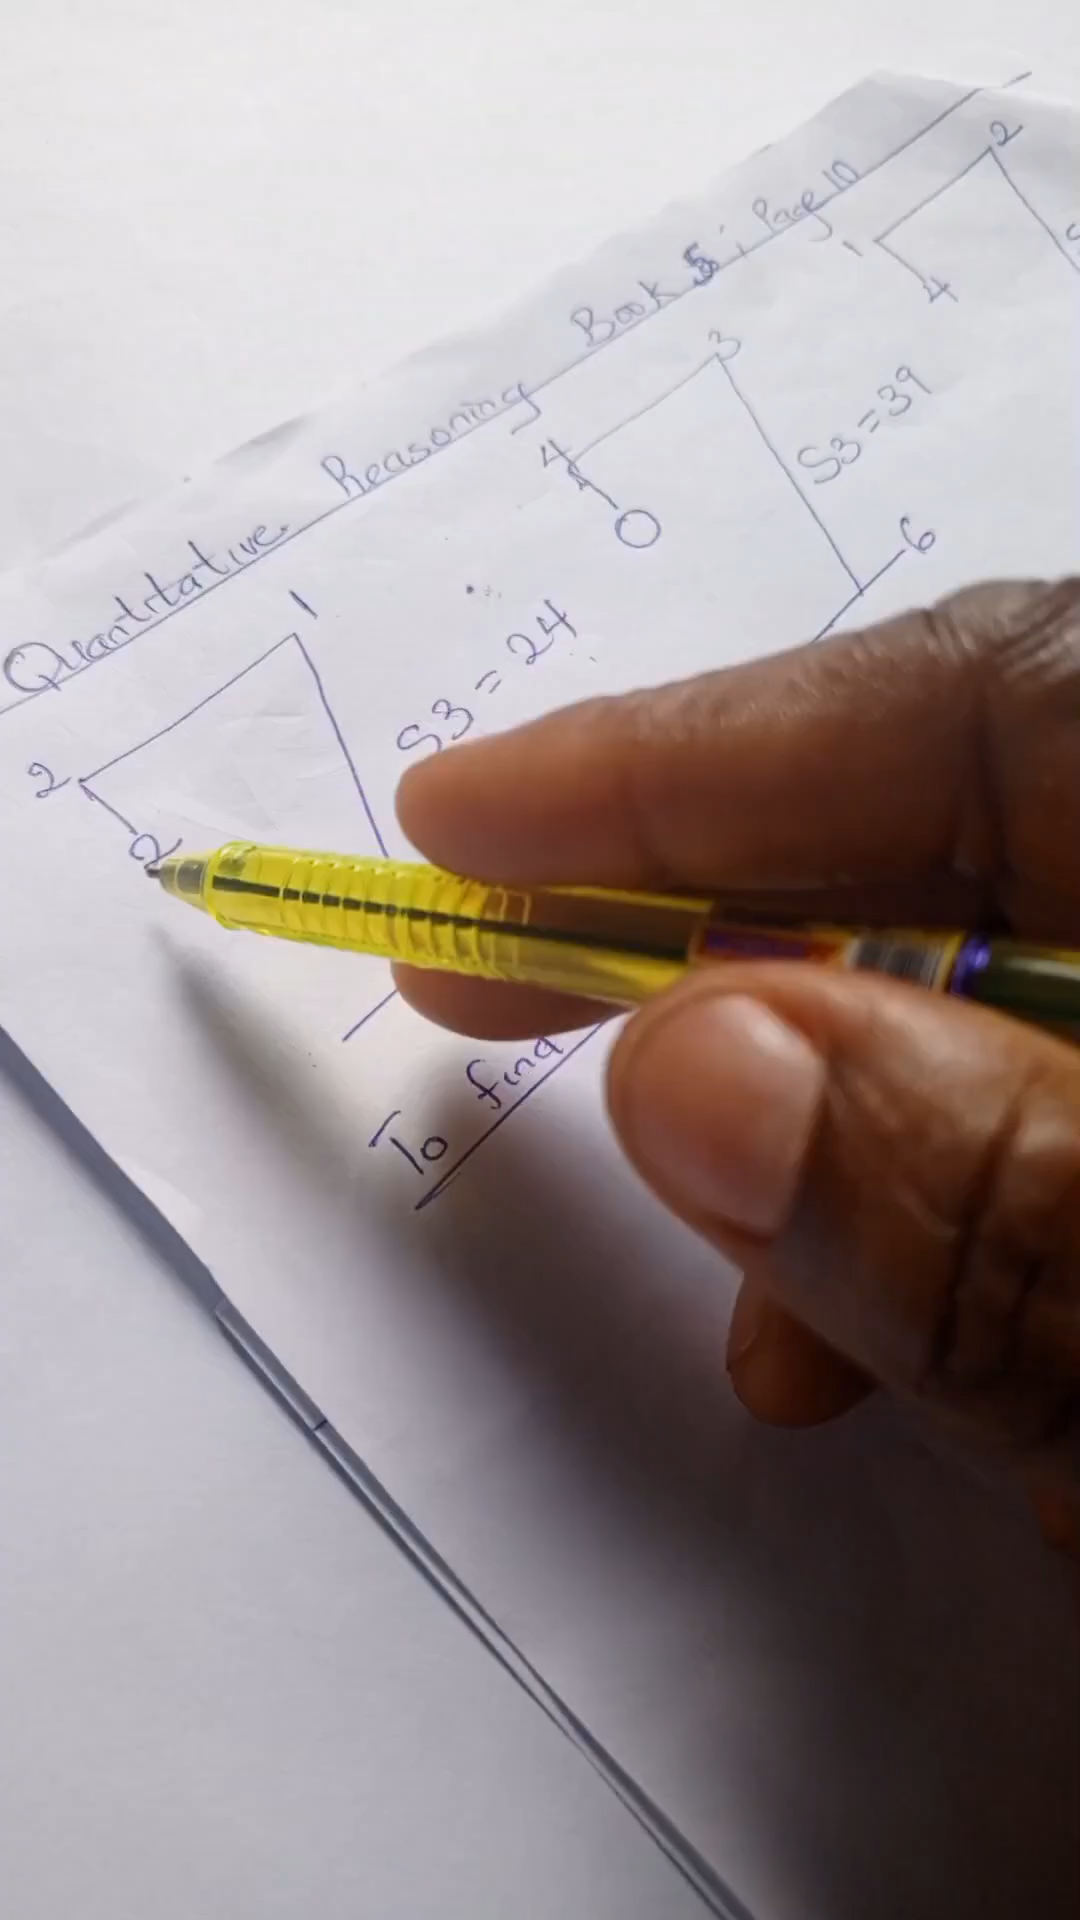 Quantitative Reasoning Book 5; Page 10
1
2
2
S3 = 24
3
4
0
6
S3 = 39
2
1
4
To find